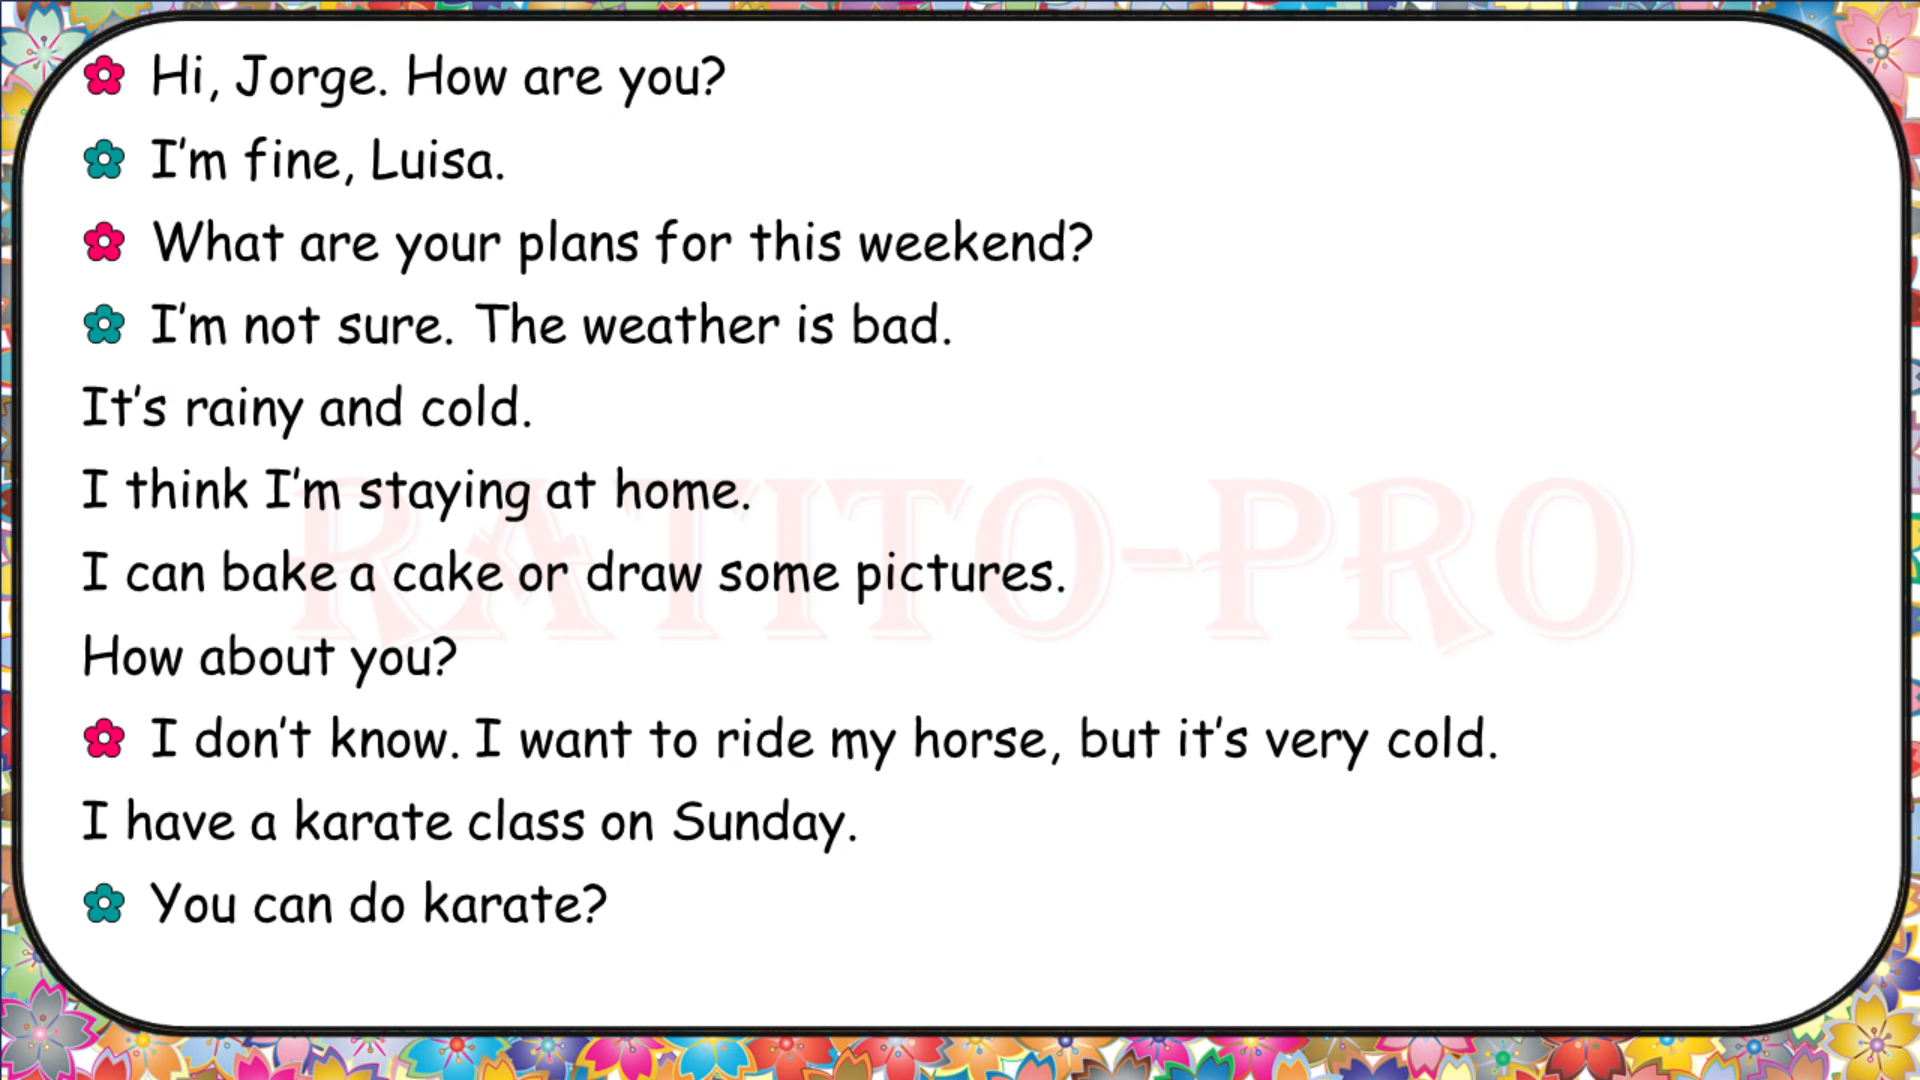 Hi, Jorge. How are you?
I'm fine, Luisa.
What are your plans for this weekend?
I'm not sure. The weather is bad.
It's rainy and cold.
I think I'm staying at home.
RATITO-PRO
I can bake a cake or draw some pictures.
How about you?
I don't know. I want to ride my horse, but it's very cold.
I have a karate class on Sunday.
You can do karate?